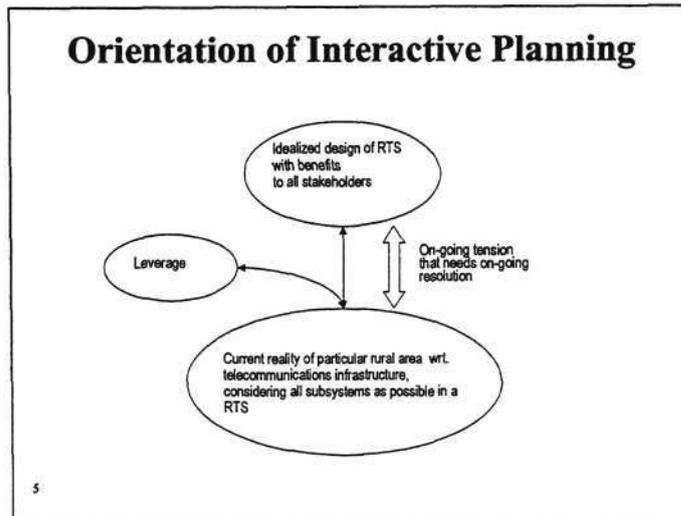 Orientation of Interactive Planning
Idealized design of RTS
with benefits
to all stakeholders
Leverage
On-going tension
that needs on-going
resolution
Current reality of particular rural area wrt.
telecommunications infrastructure,
considering all subsystems as possible in a
RTS
5